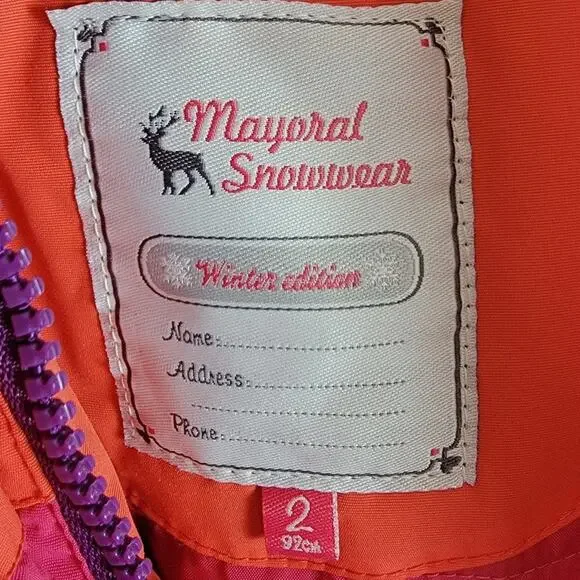 Mayoral
Snowwear
Winter edition
Name:
Address:
Phone:
2
92cm